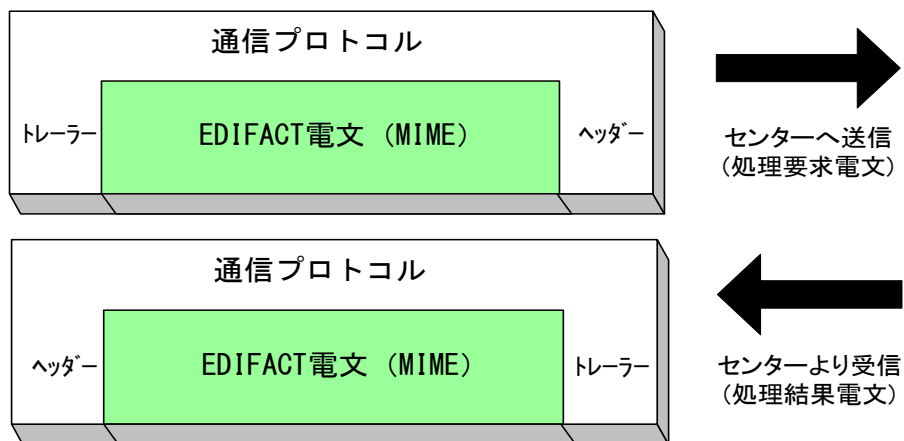 通信プロトコル
ﾄﾚｰﾗｰ
EDIFACT電文 (MIME)
ﾍｯﾀﾞｰ
センターへ送信
(処理要求電文)
通信プロトコル
ﾍｯﾀﾞｰ
EDIFACT電文 (MIME)
ﾄﾚｰﾗｰ
センターより受信
(処理結果電文)